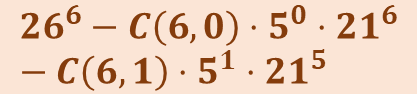 26⁶ − C(6,0) · 5⁰ · 21⁶
− C(6,1) · 5¹ · 21⁵